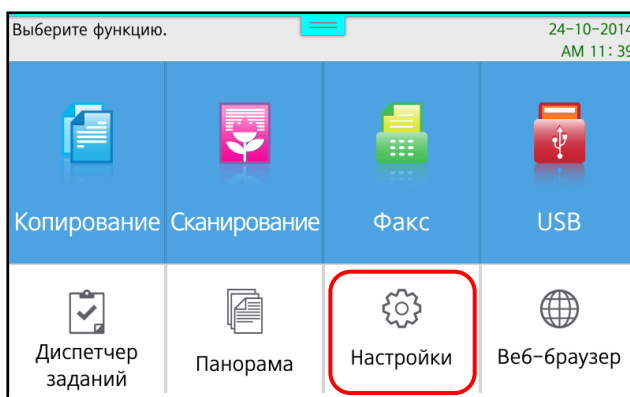 Выберите функцию.
24-10-2014
AM 11:39
Копирование
Сканирование
Факс
USB
Диспетчер
заданий
Панорама
Настройки
Веб-браузер